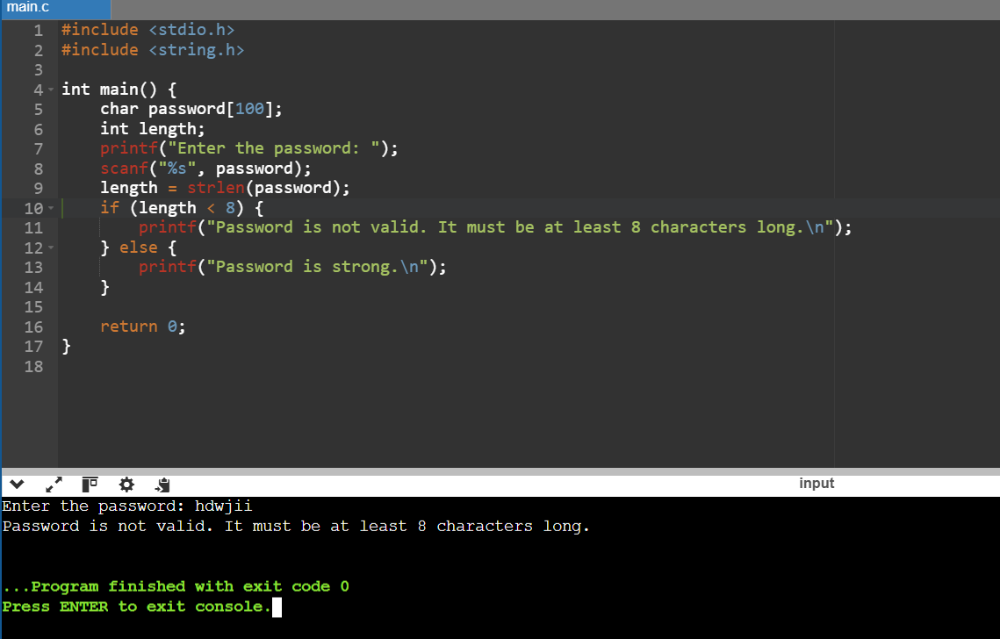 main.c
1 #include <stdio.h>
2 #include <string.h>
3
4 int main() {
5     char password[100];
6     int length;
7     printf("Enter the password: ");
8     scanf("%s", password);
9     length = strlen(password);
10     if (length < 8) {
11         printf("Password is not valid. It must be at least 8 characters long.\n");
12     } else {
13         printf("Password is strong.\n");
14     }
15
16     return 0;
17 }
18
input
Enter the password: hdwjii
Password is not valid. It must be at least 8 characters long.
...Program finished with exit code 0
Press ENTER to exit console.